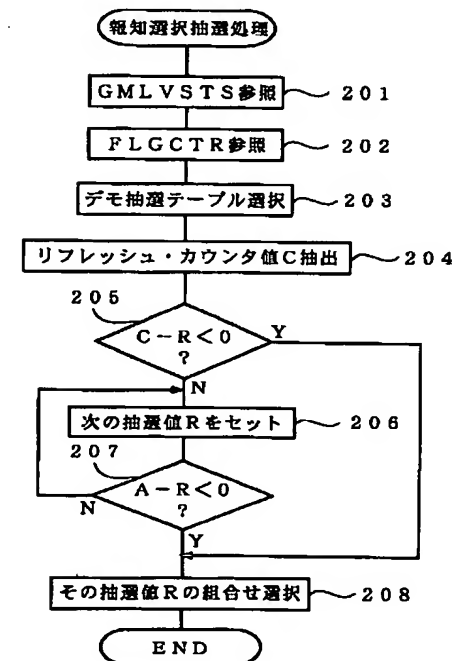 報知選択抽選処理
GMLVSTS参照 201
FLGCTR参照 202
デモ抽選テーブル選択 203
リフレッシュ・カウンタ値C抽出 204
205
C-R<0
?
Y
N
次の抽選値Rをセット 206
207
A-R<0
?
N
Y
その抽選値Rの組合せ選択 208
END